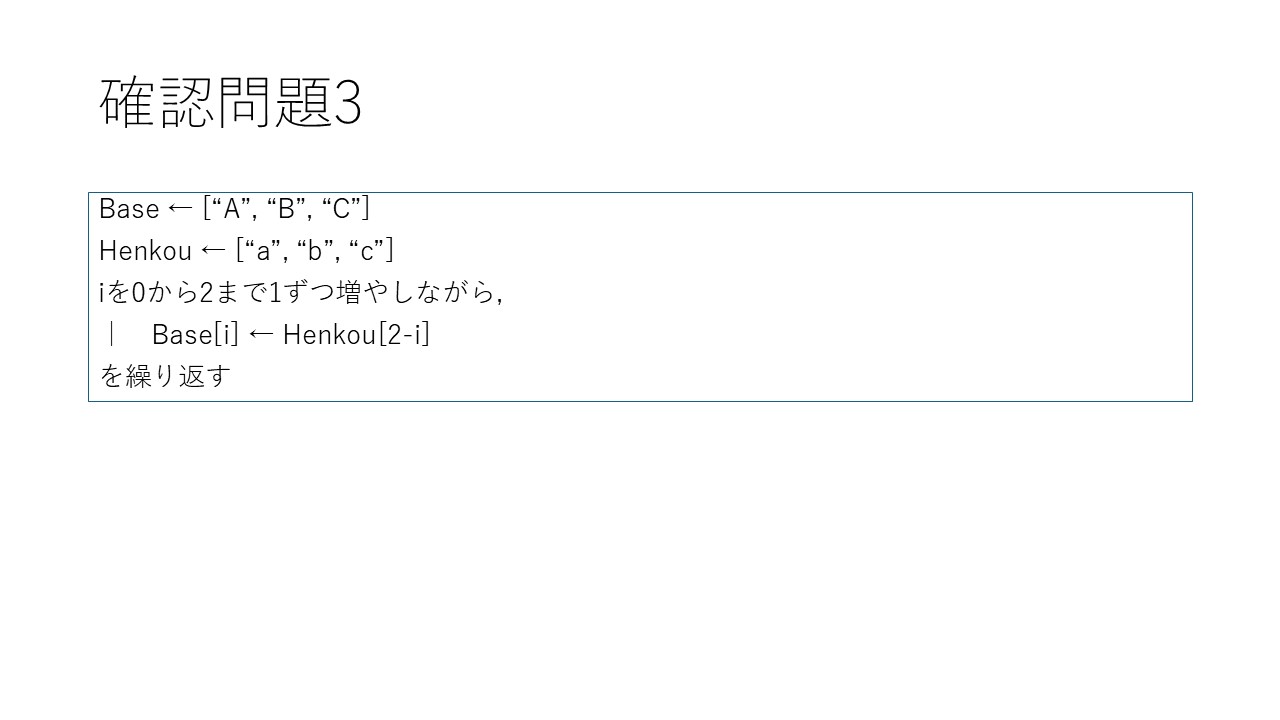 確認問題3
Base ← [“A”, “B”, “C”]
Henkou ← [“a”, “b”, “c”]
iを0から2まで1ずつ増やしながら,
｜　Base[i] ← Henkou[2-i]
を繰り返す